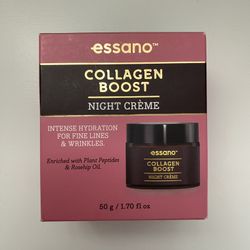 essano™
COLLAGEN
BOOST
NIGHT CRÈME
INTENSE HYDRATION
FOR FINE LINES
& WRINKLES.
Enriched with Plant Peptides
& Rosehip Oil.
essano™
COLLAGEN
BOOST
NIGHT CRÈME
50 g / 1.70 fl oz